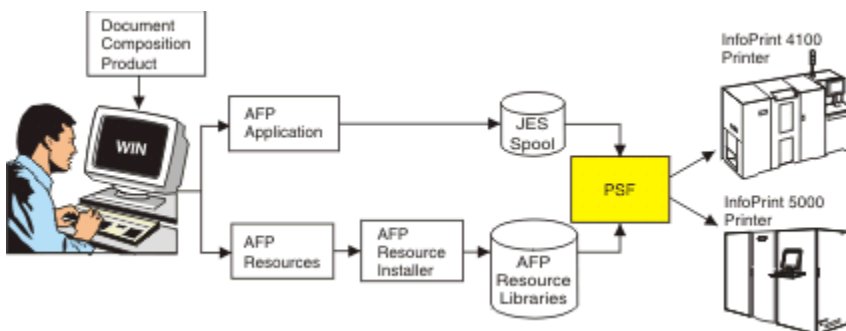 Document
Composition
Product
WIN
AFP
Application
JES
Spool
PSF
InfoPrint 4100
Printer
InfoPrint 5000
Printer
AFP
Resources
AFP
Resource
Installer
AFP
Resource
Libraries